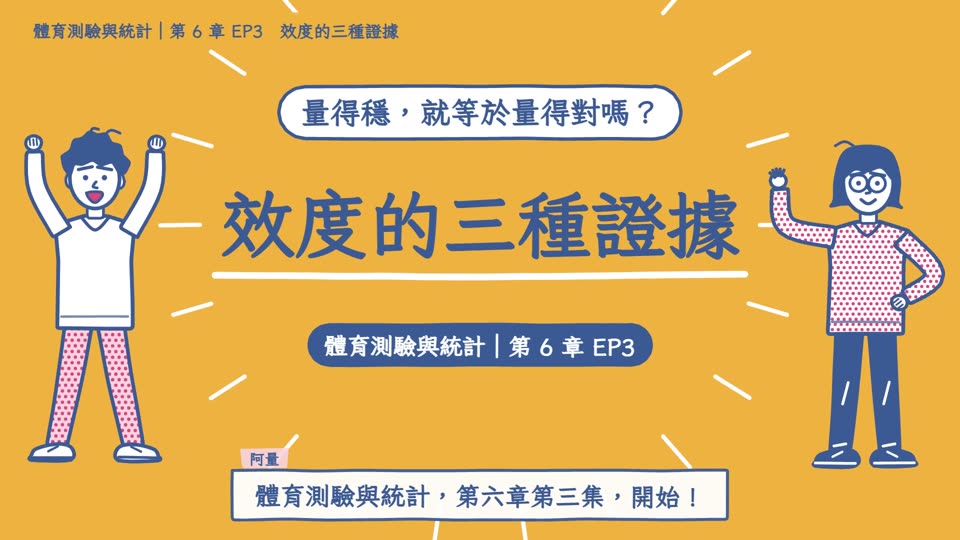 體育測驗與統計｜第 6 章 EP3　效度的三種證據
量得穩，就等於量得對嗎？
效度的三種證據
體育測驗與統計｜第 6 章 EP3
阿量
體育測驗與統計，第六章第三集，開始！